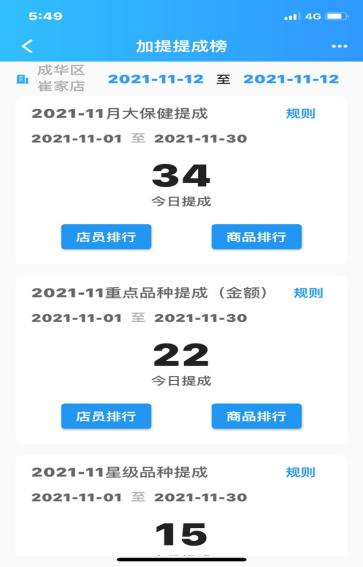 5:49
4G
加提提成榜
成华区
崔家店
2021-11-12 至 2021-11-12
2021-11月大保健提成 规则
2021-11-01 至 2021-11-30
34
今日提成
店员排行 商品排行
2021-11重点品种提成（金额） 规则
2021-11-01 至 2021-11-30
22
今日提成
店员排行 商品排行
2021-11星级品种提成 规则
2021-11-01 至 2021-11-30
15